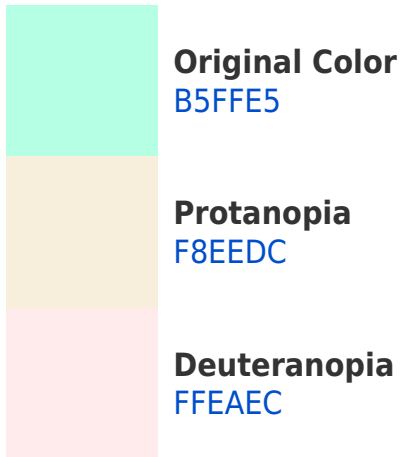 Original Color
B5FFE5
Protanopia
F8EEDC
Deuteranopia
FFEAEC